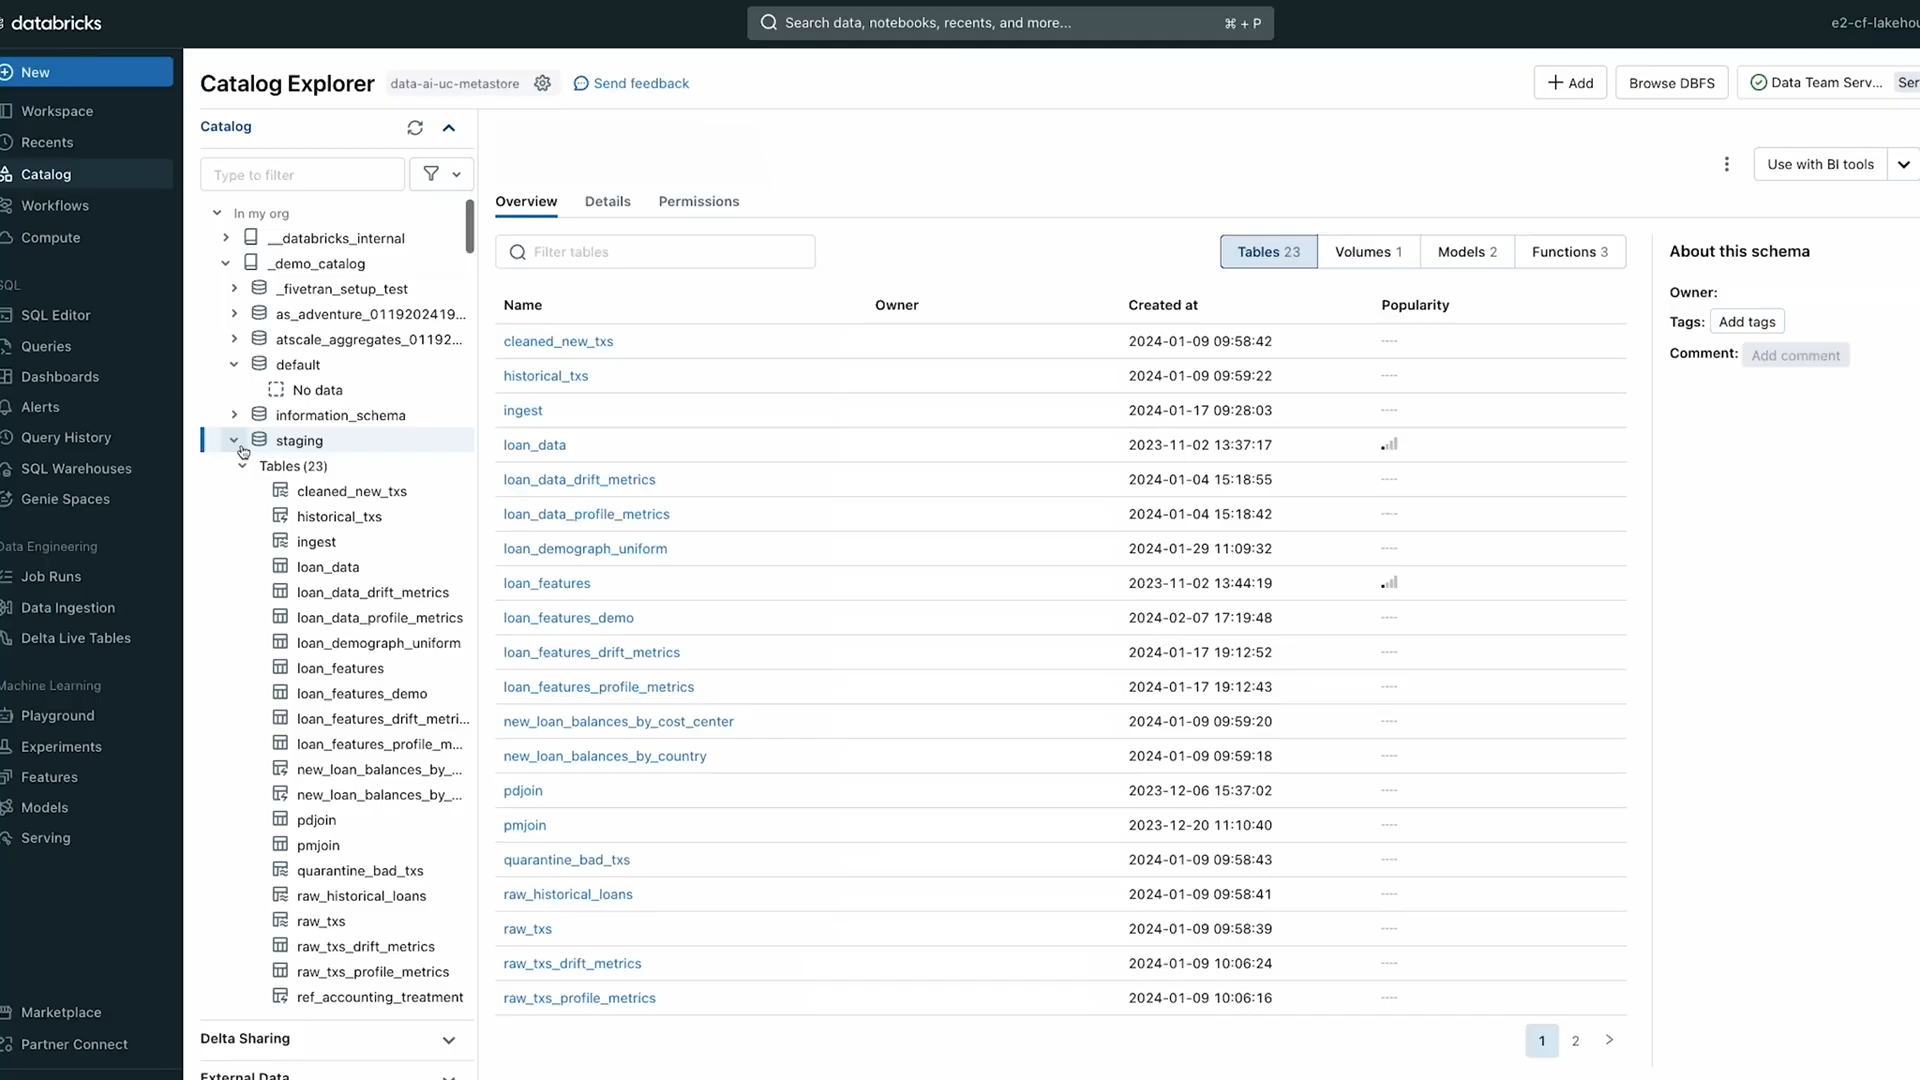 databricks
Search data, notebooks, recents, and more...
⌘ + P
e2-cf-lakehou
New
Workspace
Recents
Catalog
Workflows
Compute
SQL
SQL Editor
Queries
Dashboards
Alerts
Query History
SQL Warehouses
Genie Spaces
Data Engineering
Job Runs
Data Ingestion
Delta Live Tables
Machine Learning
Playground
Experiments
Features
Models
Serving
Marketplace
Partner Connect
Catalog Explorer
data-ai-uc-metastore
Send feedback
Add
Browse DBFS
Data Team Serv...
Ser
Catalog
Type to filter
In my org
__databricks_internal
_demo_catalog
_fivetran_setup_test
as_adventure_0119202419...
atscale_aggregates_01192...
default
No data
information_schema
staging
Tables (23)
cleaned_new_txs
historical_txs
ingest
loan_data
loan_data_drift_metrics
loan_data_profile_metrics
loan_demograph_uniform
loan_features
loan_features_demo
loan_features_drift_metri...
loan_features_profile_m...
new_loan_balances_by_...
new_loan_balances_by_...
pdjoin
pmjoin
quarantine_bad_txs
raw_historical_loans
raw_txs
raw_txs_drift_metrics
raw_txs_profile_metrics
ref_accounting_treatment
Delta Sharing
External Data
Use with BI tools
Overview Details Permissions
Filter tables
Tables 23 Volumes 1 Models 2 Functions 3
Name Owner Created at Popularity
cleaned_new_txs 2024-01-09 09:58:42 ----
historical_txs 2024-01-09 09:59:22 ----
ingest 2024-01-17 09:28:03 ----
loan_data 2023-11-02 13:37:17
loan_data_drift_metrics 2024-01-04 15:18:55 ----
loan_data_profile_metrics 2024-01-04 15:18:42 ----
loan_demograph_uniform 2024-01-29 11:09:32 ----
loan_features 2023-11-02 13:44:19
loan_features_demo 2024-02-07 17:19:48 ----
loan_features_drift_metrics 2024-01-17 19:12:52 ----
loan_features_profile_metrics 2024-01-17 19:12:43 ----
new_loan_balances_by_cost_center 2024-01-09 09:59:20 ----
new_loan_balances_by_country 2024-01-09 09:59:18 ----
pdjoin 2023-12-06 15:37:02 ----
pmjoin 2023-12-20 11:10:40 ----
quarantine_bad_txs 2024-01-09 09:58:43 ----
raw_historical_loans 2024-01-09 09:58:41 ----
raw_txs 2024-01-09 09:58:39 ----
raw_txs_drift_metrics 2024-01-09 10:06:24 ----
raw_txs_profile_metrics 2024-01-09 10:06:16 ----
1 2
About this schema
Owner:
Tags: Add tags
Comment: Add comment